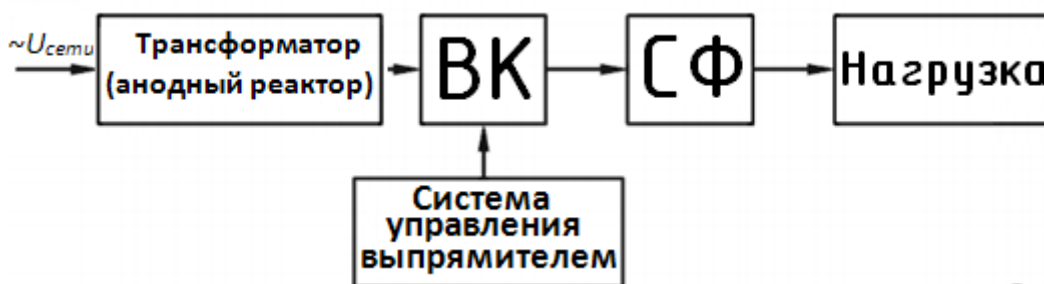 ~Uсети
Трансформатор
(анодный реактор)
ВК
СФ
Нагрузка
Система
управления
выпрямителем